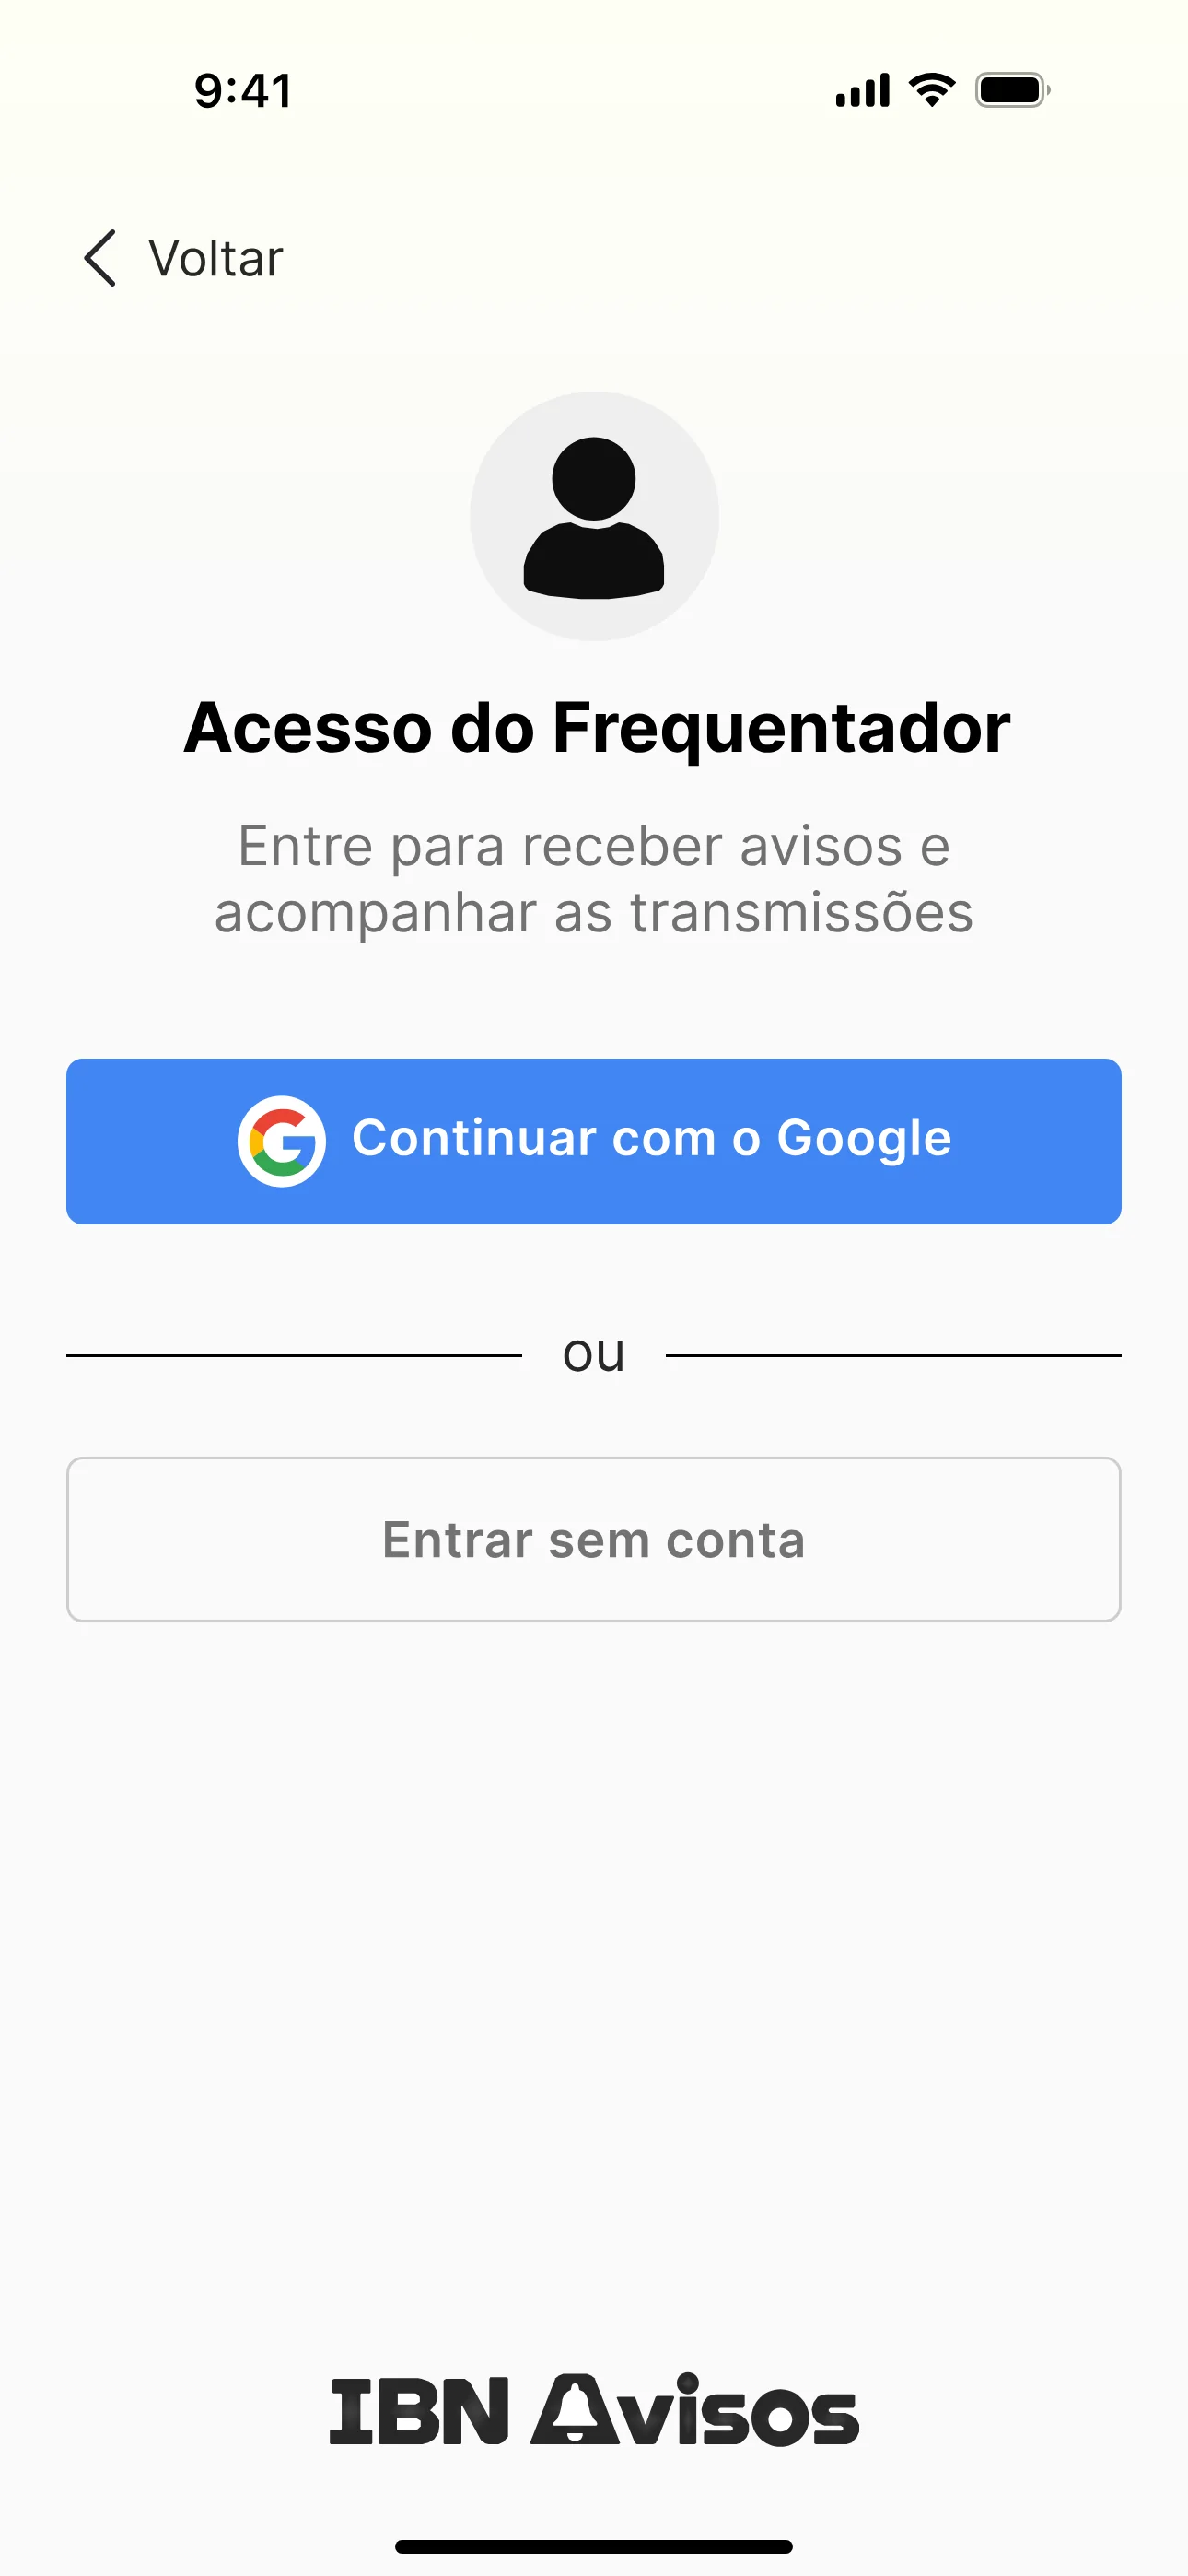 9:41
Voltar
Acesso do Frequentador
Entre para receber avisos e
acompanhar as transmissões
Continuar com o Google
ou
Entrar sem conta
IBN Avisos